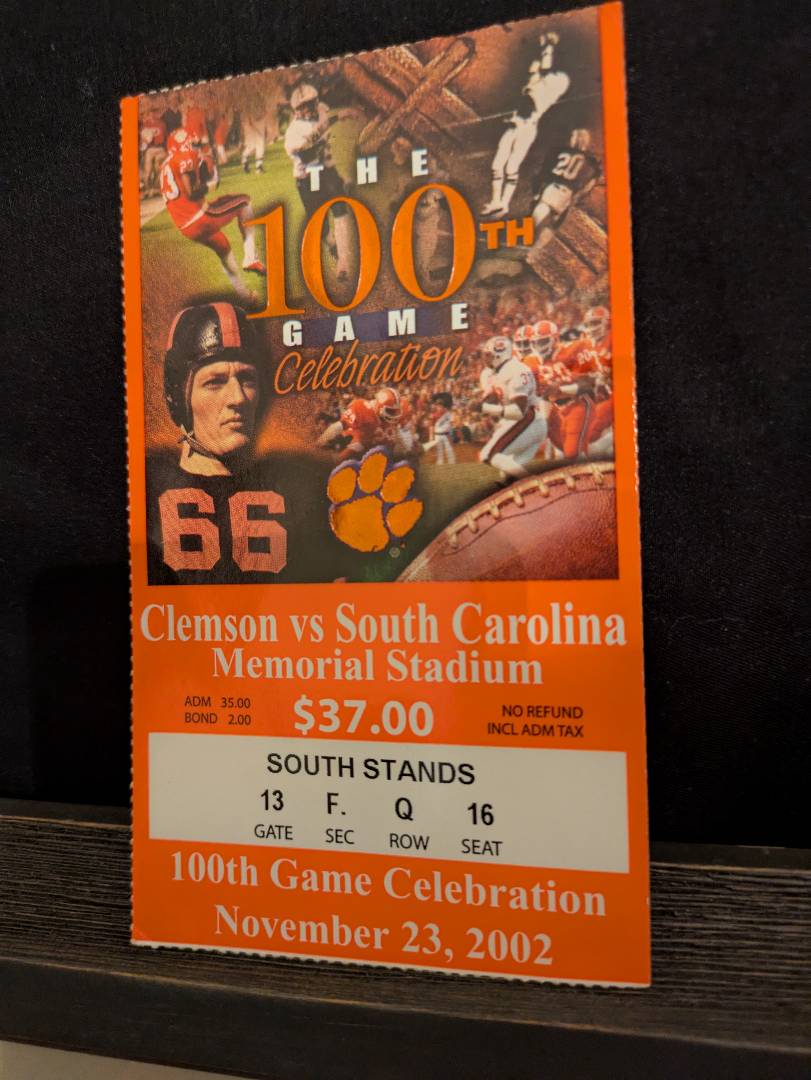 THE
100TH
GAME
Celebration
20
66
Clemson vs South Carolina
Memorial Stadium
ADM 35.00
BOND 2.00
$37.00
NO REFUND
INCL ADM TAX
SOUTH STANDS
13 F. Q 16
GATE SEC ROW SEAT
100th Game Celebration
November 23, 2002